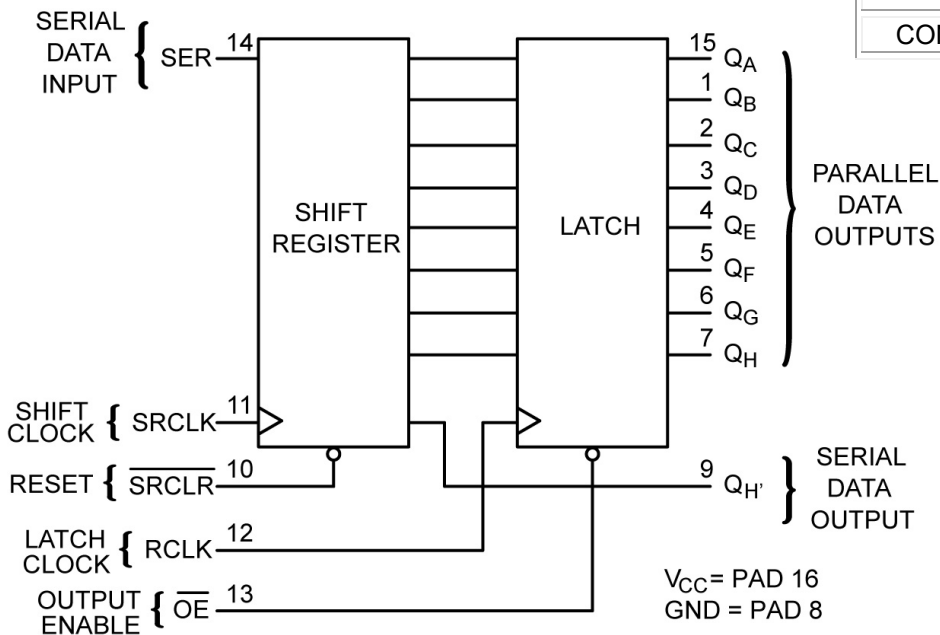 SERIAL
DATA
INPUT
14
SER
SHIFT
REGISTER
LATCH
15
QA
1
QB
2
QC
3
QD
4
QE
5
QF
6
QG
7
QH
PARALLEL
DATA
OUTPUTS
SHIFT
CLOCK
SRCLK
11
RESET
SRCLR
10
LATCH
CLOCK
RCLK
12
OUTPUT
ENABLE
OE
13
9
QH'
SERIAL
DATA
OUTPUT
VCC = PAD 16
GND = PAD 8